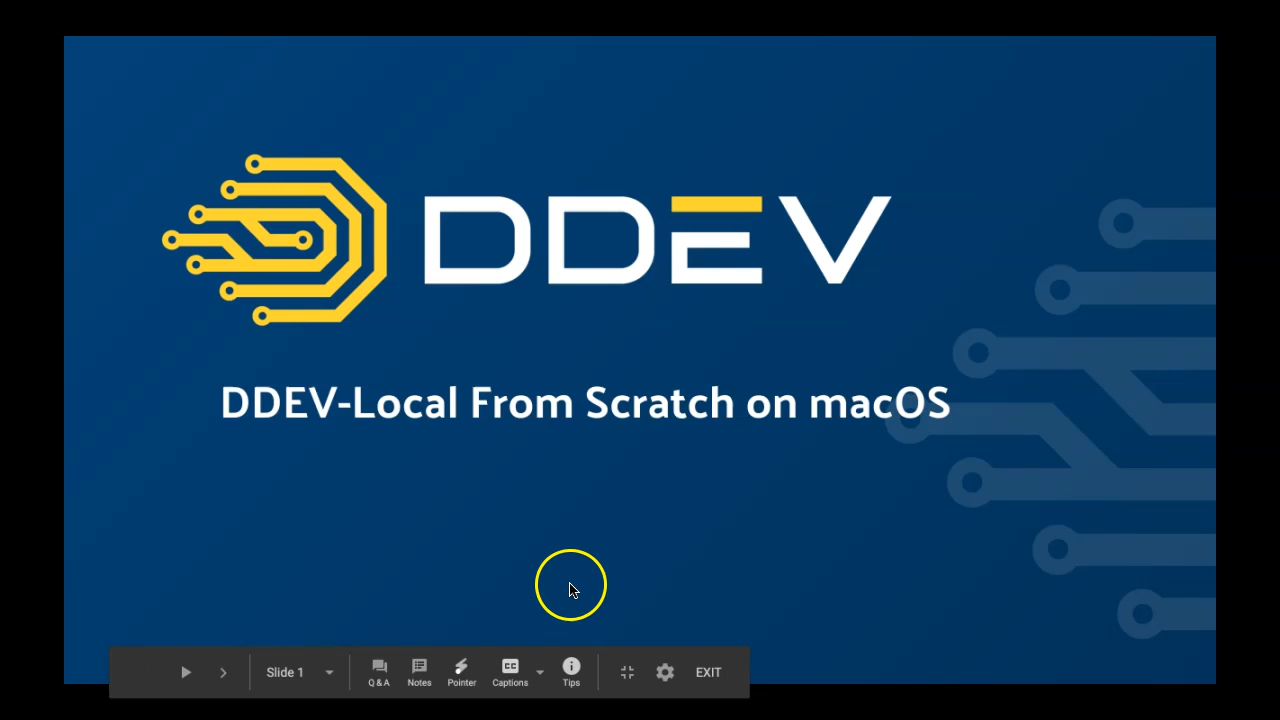 DDEV
DDEV-Local From Scratch on macOS
Slide 1
Q & A
Notes
Pointer
CC
Captions
Tips
EXIT